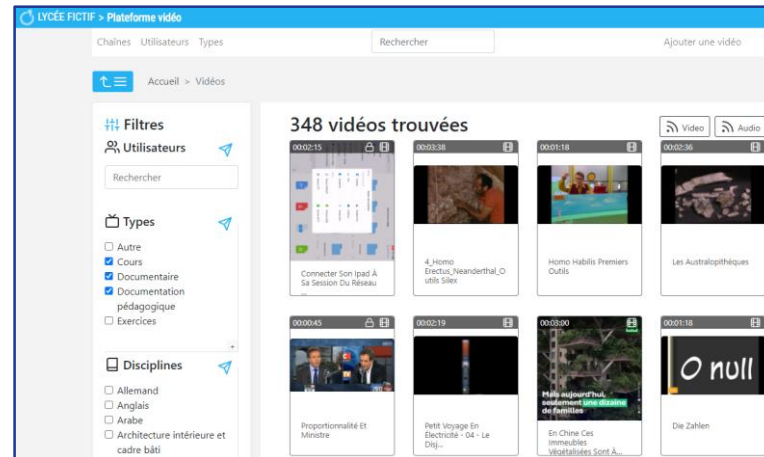 LYCÉE FICTIF > Plateforme vidéo
Chaînes Utilisateurs Types
Rechercher
Ajouter une vidéo
Accueil > Vidéos
Filtres
Utilisateurs
Rechercher
Types
Autre
Cours
Documentaire
Documentation
pédagogique
Exercices
Disciplines
Allemand
Anglais
Arabe
Architecture intérieure et
cadre bâti
348 vidéos trouvées
Video
Audio
00:02:15
Connecter Son Ipad À
Sa Session Du Réseau
...
00:03:38
4_Homo
Erectus_Neanderthal_O
utils Silex
00:01:18
Homo Habilis Premiers
Outils
00:02:36
Les Australopithèques
00:00:45
Proportionnalité Et
Ministre
00:02:19
Petit Voyage En
Électricité - 04 - Le
Disj...
00:03:00
Mais aujourd'hui,
seulement une dizaine
de familles
En Chine Ces
Immeubles
Végétalisées Sont À...
00:01:18
O null
Die Zahlen